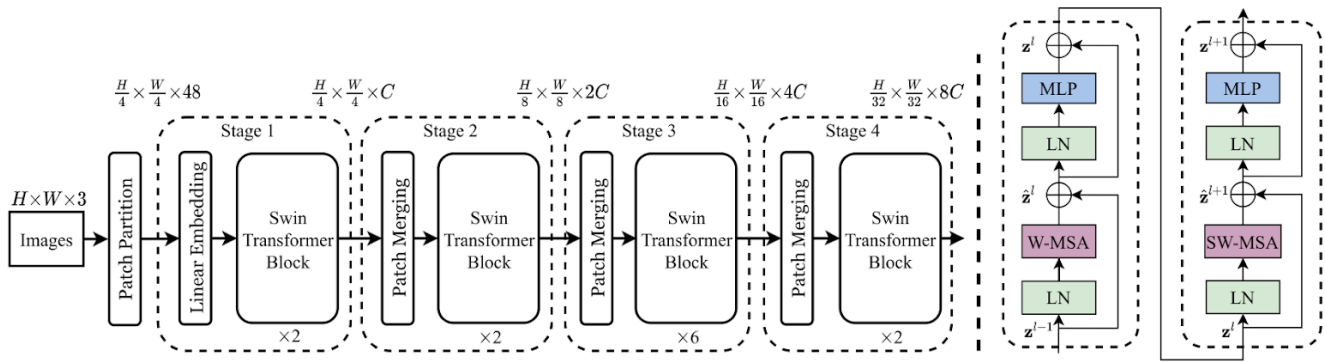 H/4 × W/4 × 48
H/4 × W/4 × C
H/8 × W/8 × 2C
H/16 × W/16 × 4C
H/32 × W/32 × 8C
H×W×3
Images
Patch Partition
Stage 1
Linear Embedding
Swin
Transformer
Block
×2
Stage 2
Patch Merging
Swin
Transformer
Block
×2
Stage 3
Patch Merging
Swin
Transformer
Block
×6
Stage 4
Patch Merging
Swin
Transformer
Block
×2
z^l
MLP
LN
ẑ^l
W-MSA
LN
z^{l-1}
z^{l+1}
MLP
LN
ẑ^{l+1}
SW-MSA
LN
z^l